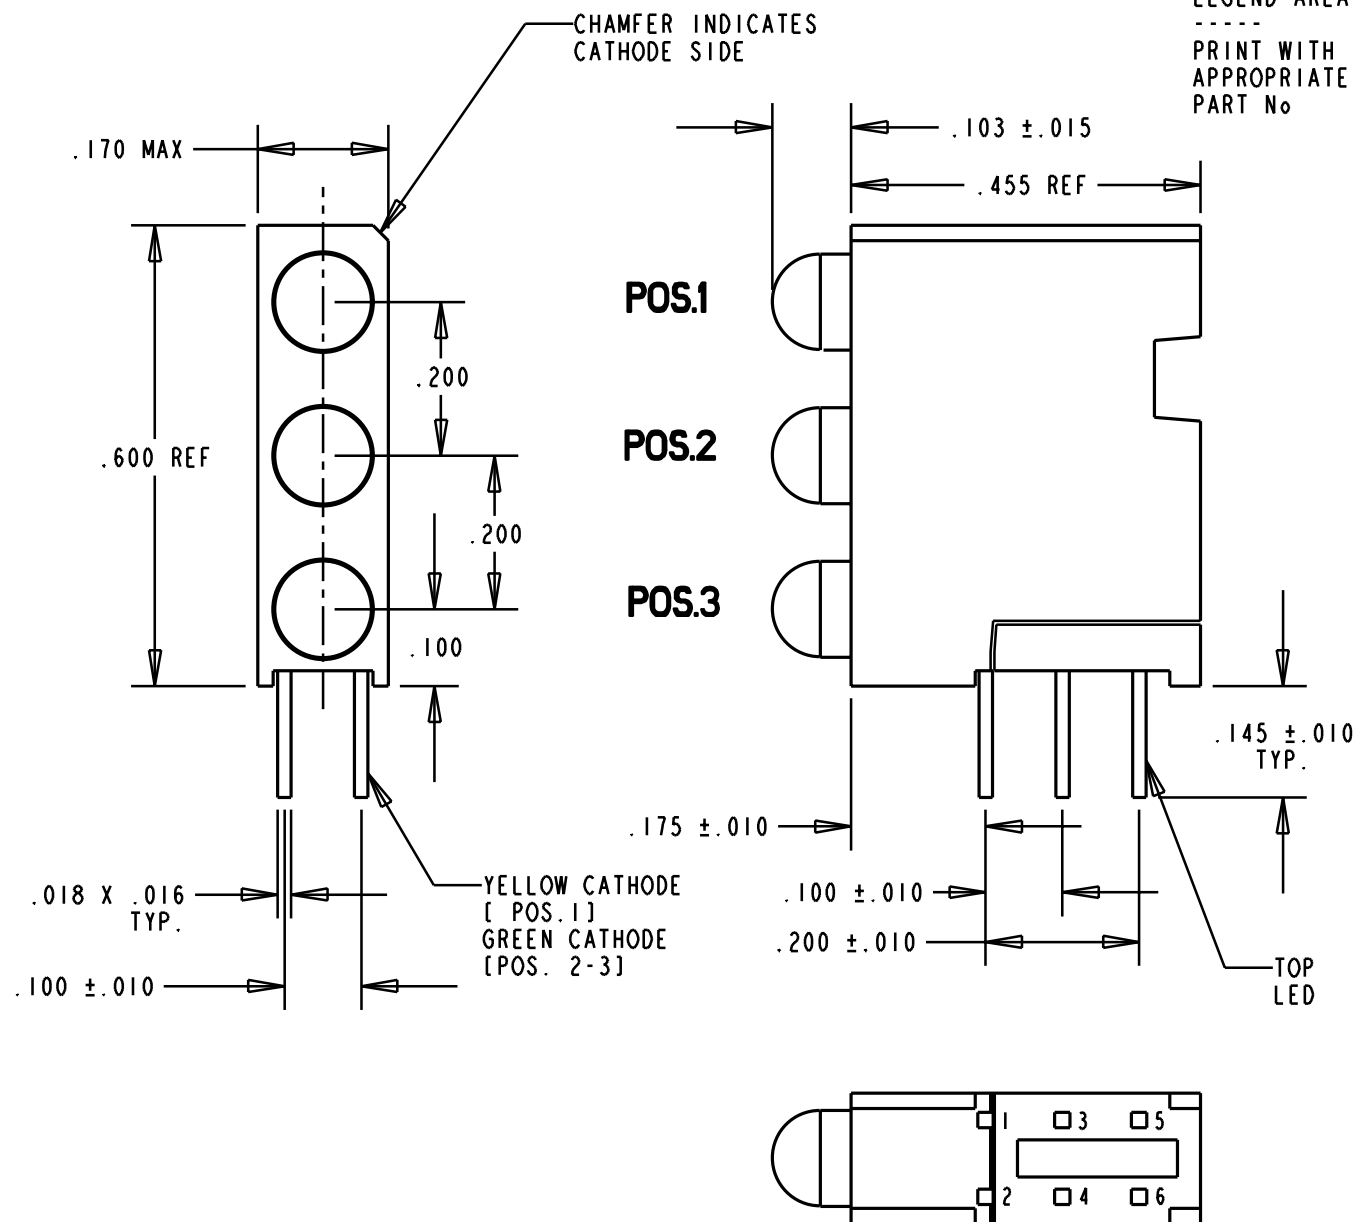 LEGEND AREA
-----
PRINT WITH
APPROPRIATE
PART No
CHAMFER INDICATES
CATHODE SIDE
.103 ±.015
.170 MAX
.455 REF
POS.1
.200
POS.2
.600 REF
.200
POS.3
.100
.145 ±.010
TYP.
.175 ±.010
.018 X .016
TYP.
YELLOW CATHODE
[ POS.1]
GREEN CATHODE
[POS. 2-3]
.100 ±.010
.200 ±.010
.100 ±.010
TOP
LED
1 3 5
2 4 6